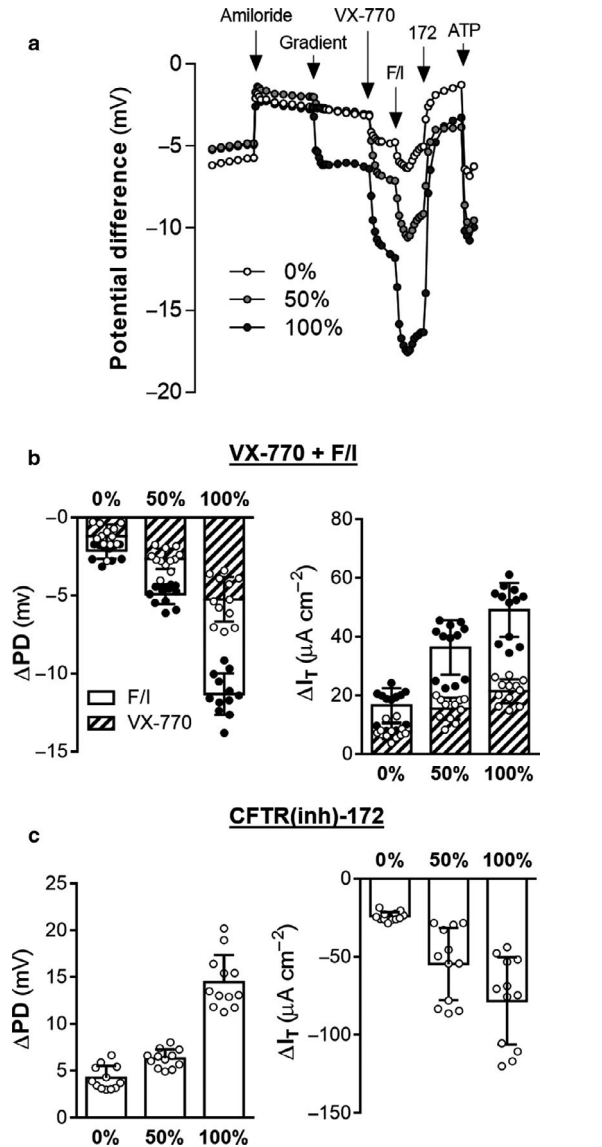 a
Amiloride
Gradient
VX-770
F/I
172
ATP
Potential difference (mV)
0
−5
−10
−15
−20
0%
50%
100%
b
VX-770 + F/I
0% 50% 100%
ΔPD (mv)
−0
−5
−10
−15
F/I
VX-770
ΔI_T (μA cm⁻²)
80
60
40
20
0
0% 50% 100%
CFTR(inh)-172
c
ΔPD (mV)
25
20
15
10
5
0
0% 50% 100%
0% 50% 100%
ΔI_T (μA cm⁻²)
0
−50
−100
−150